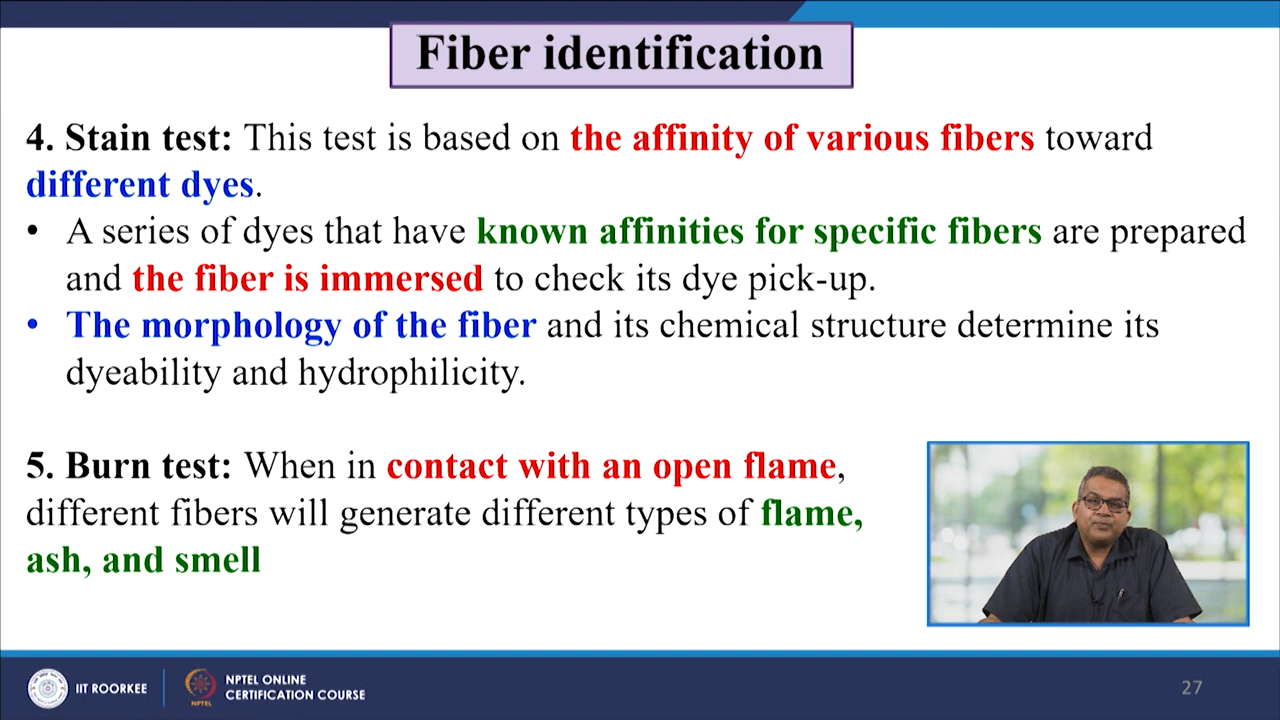 Fiber identification
4. Stain test: This test is based on the affinity of various fibers toward
different dyes.
• A series of dyes that have known affinities for specific fibers are prepared
and the fiber is immersed to check its dye pick-up.
• The morphology of the fiber and its chemical structure determine its
dyeability and hydrophilicity.
5. Burn test: When in contact with an open flame,
different fibers will generate different types of flame,
ash, and smell
IIT ROORKEE
NPTEL
NPTEL ONLINE
CERTIFICATION COURSE
27